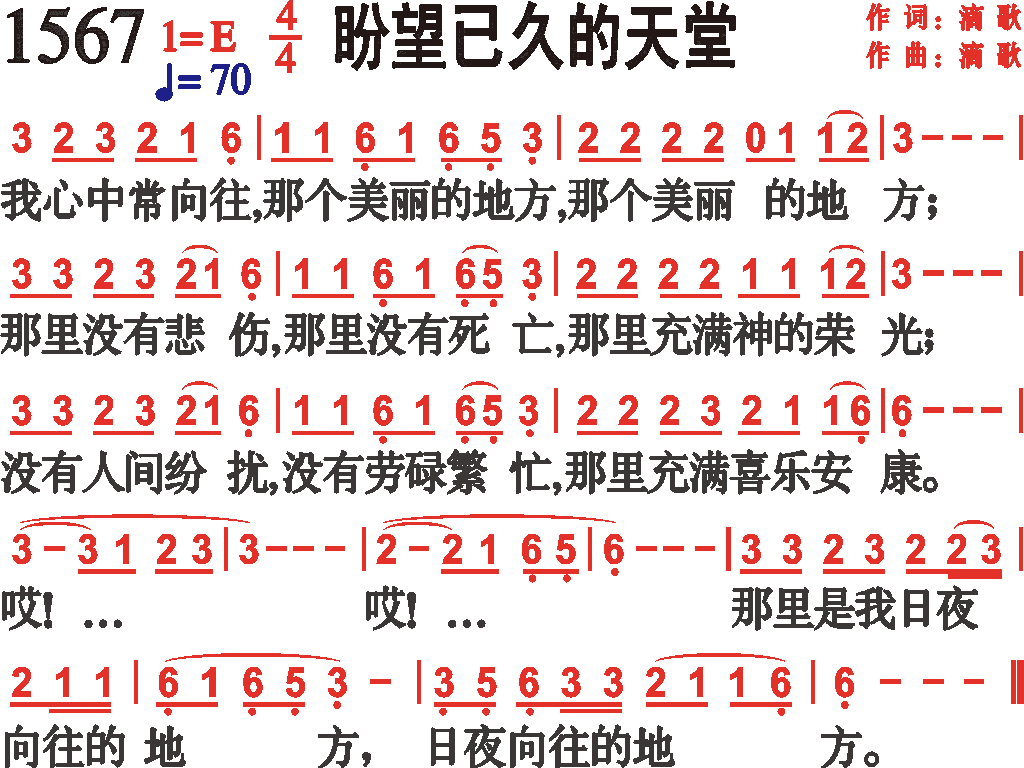 1567 1=E 4/4 盼望已久的天堂 作词：滴歌
♩=70 作曲：滴歌
3 2 3 2 1 6 | 1 1 6 1 6 5 3 | 2 2 2 2 0 1 1 2 | 3 − − − |
我心中常向往,那个美丽的地方,那个美丽 的地 方；
3 3 2 3 2 1 6 | 1 1 6 1 6 5 3 | 2 2 2 2 1 1 1 2 | 3 − − − |
那里没有悲 伤,那里没有死 亡,那里充满神的荣 光；
3 3 2 3 2 1 6 | 1 1 6 1 6 5 3 | 2 2 2 3 2 1 1 6 | 6 − − − |
没有人间纷 扰,没有劳碌繁 忙,那里充满喜乐安 康。
3 − 3 1 2 3 | 3 − − − | 2 − 2 1 6 5 | 6 − − − | 3 3 2 3 2 2 3 |
哎! … 哎! … 那里是我日夜
2 1 1 | 6 1 6 5 3 − | 3 5 6 3 3 2 1 1 6 | 6 − − − ‖
向往的 地 方， 日夜向往的地 方。